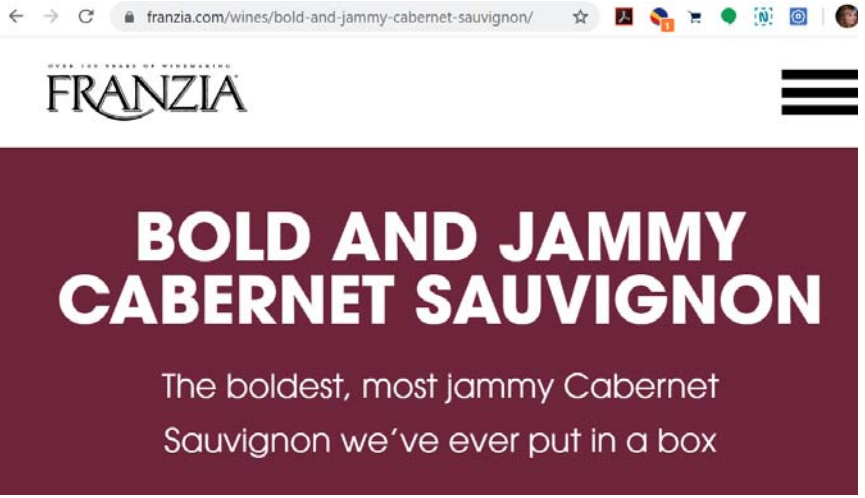 franzia.com/wines/bold-and-jammy-cabernet-sauvignon/
1
OVER 100 YEARS OF WINEMAKING
FRANZIA
BOLD AND JAMMY
CABERNET SAUVIGNON
The boldest, most jammy Cabernet
Sauvignon we've ever put in a box